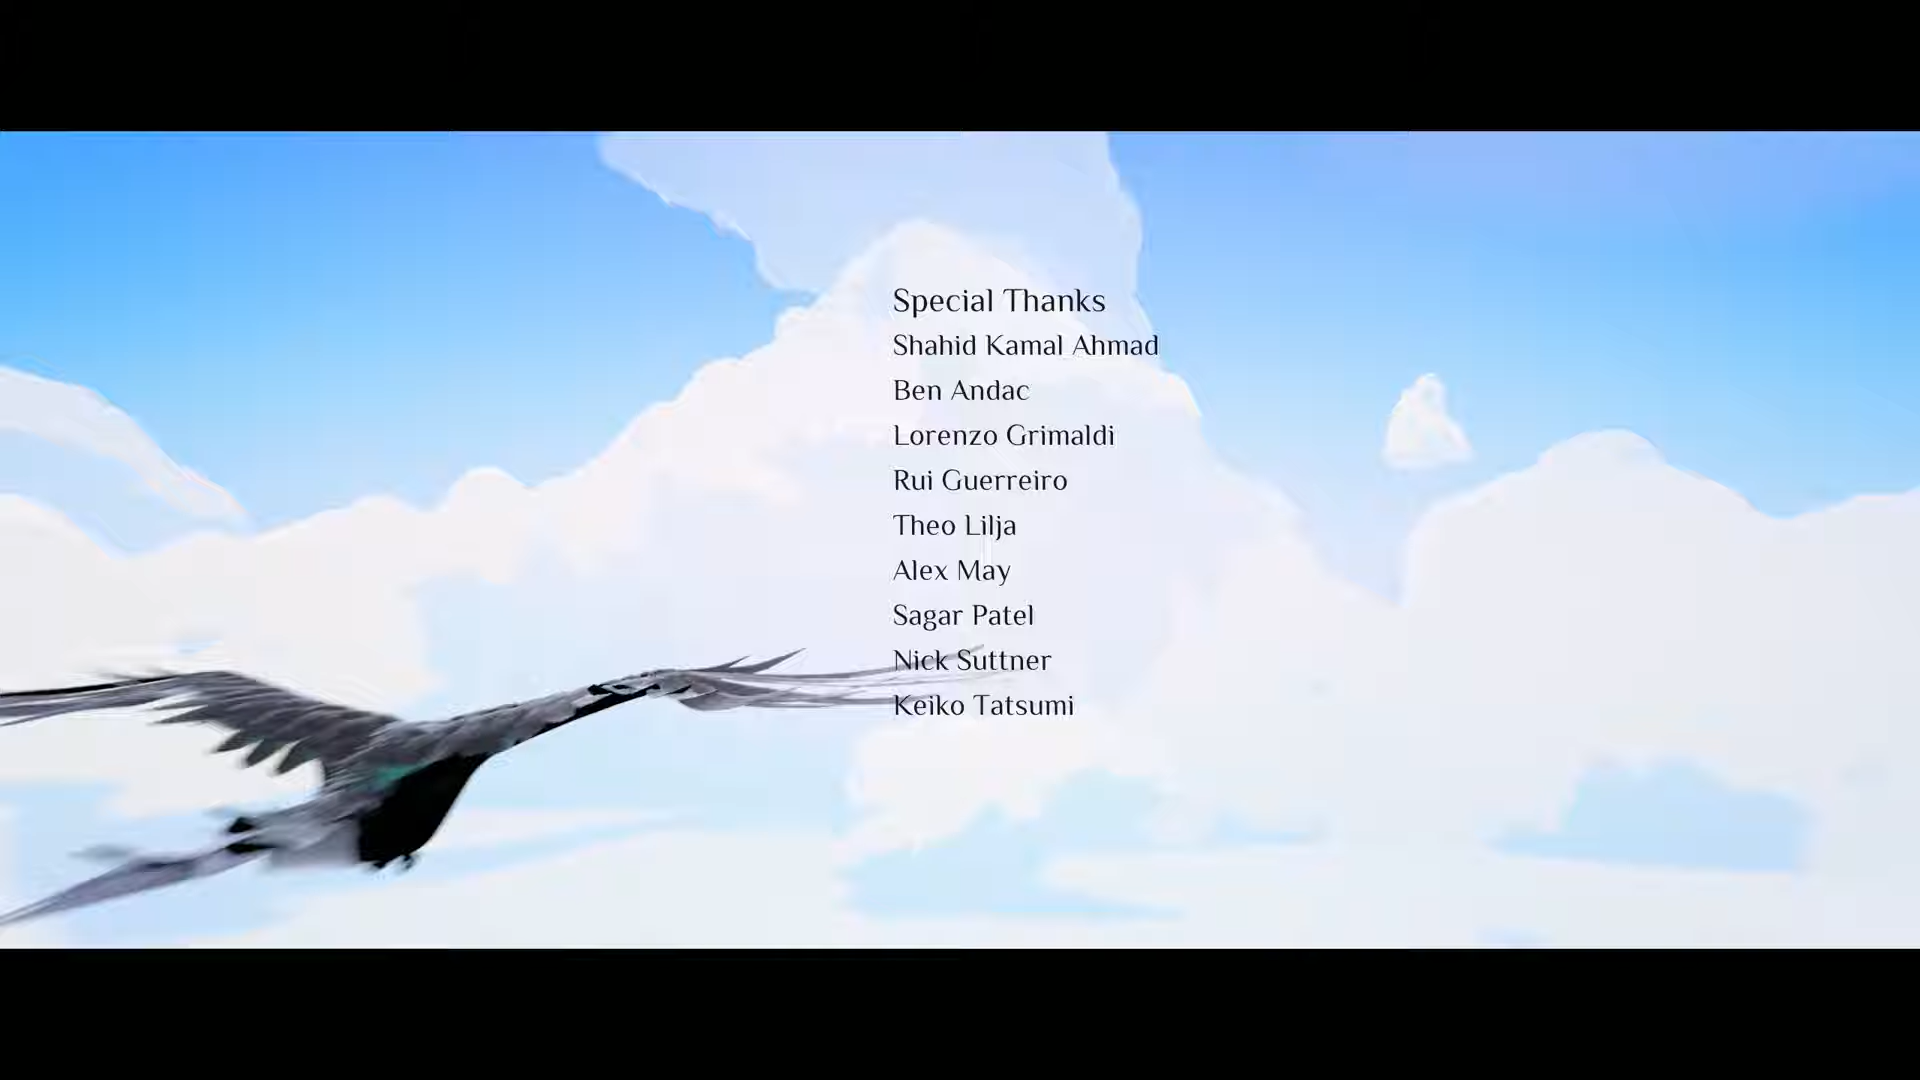 Special Thanks
Shahid Kamal Ahmad
Ben Andac
Lorenzo Grimaldi
Rui Guerreiro
Theo Lilja
Alex May
Sagar Patel
Nick Suttner
Keiko Tatsumi